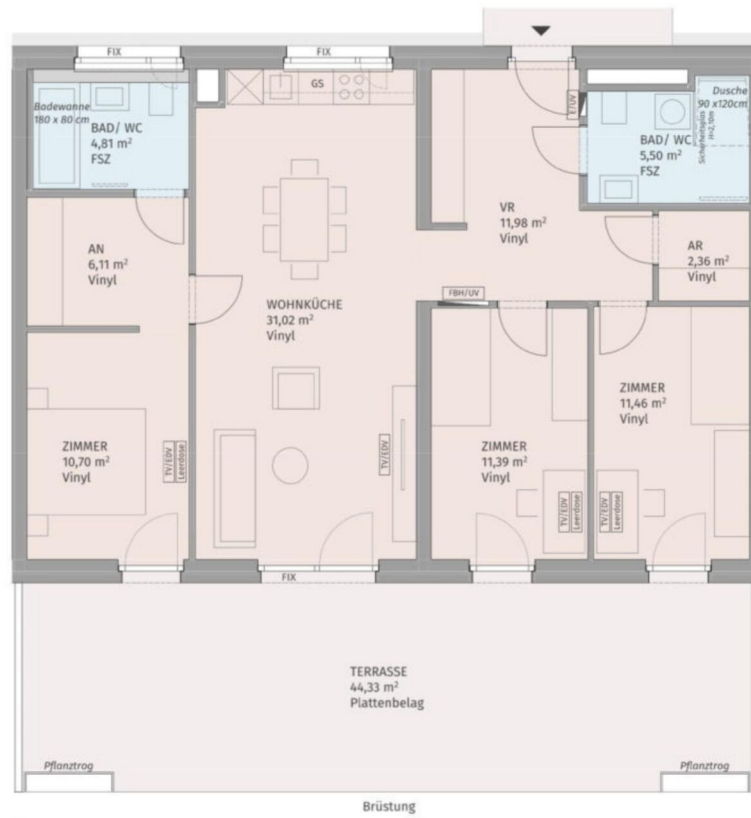 FIX
FIX
GS
Badewanne
180 x 80 cm
BAD/ WC
4,81 m²
FSZ
Dusche
90 x120cm
Sicherheitsglas
H=2,10m
BAD/ WC
5,50 m²
FSZ
E/UV
VR
11,98 m²
Vinyl
AN
6,11 m²
Vinyl
AR
2,36 m²
Vinyl
FBH/UV
WOHNKÜCHE
31,02 m²
Vinyl
ZIMMER
10,70 m²
Vinyl
TV/EDV
Leerdose
TV/EDV
ZIMMER
11,39 m²
Vinyl
TV/EDV
Leerdose
ZIMMER
11,46 m²
Vinyl
TV/EDV
Leerdose
FIX
TERRASSE
44,33 m²
Plattenbelag
Pflanztrog
Pflanztrog
Brüstung